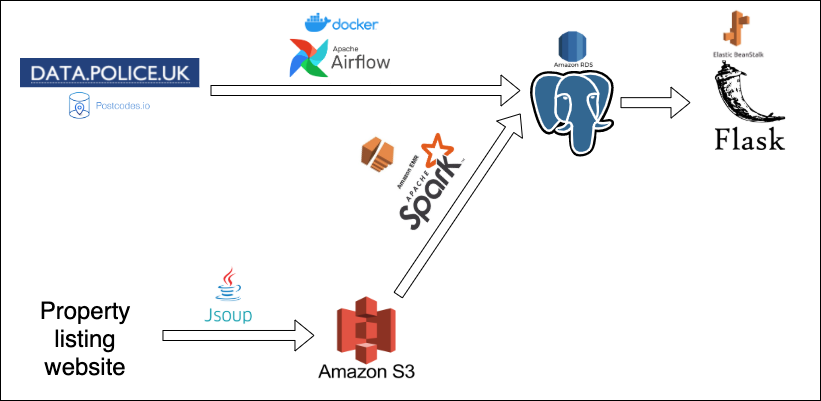 docker
Apache
Airflow
Amazon RDS
Elastic BeanStalk
DATA.POLICE.UK
Postcodes.io
Flask
Amazon EMR
APACHE
Spark
TM
Jsoup
Property
listing
website
Amazon S3